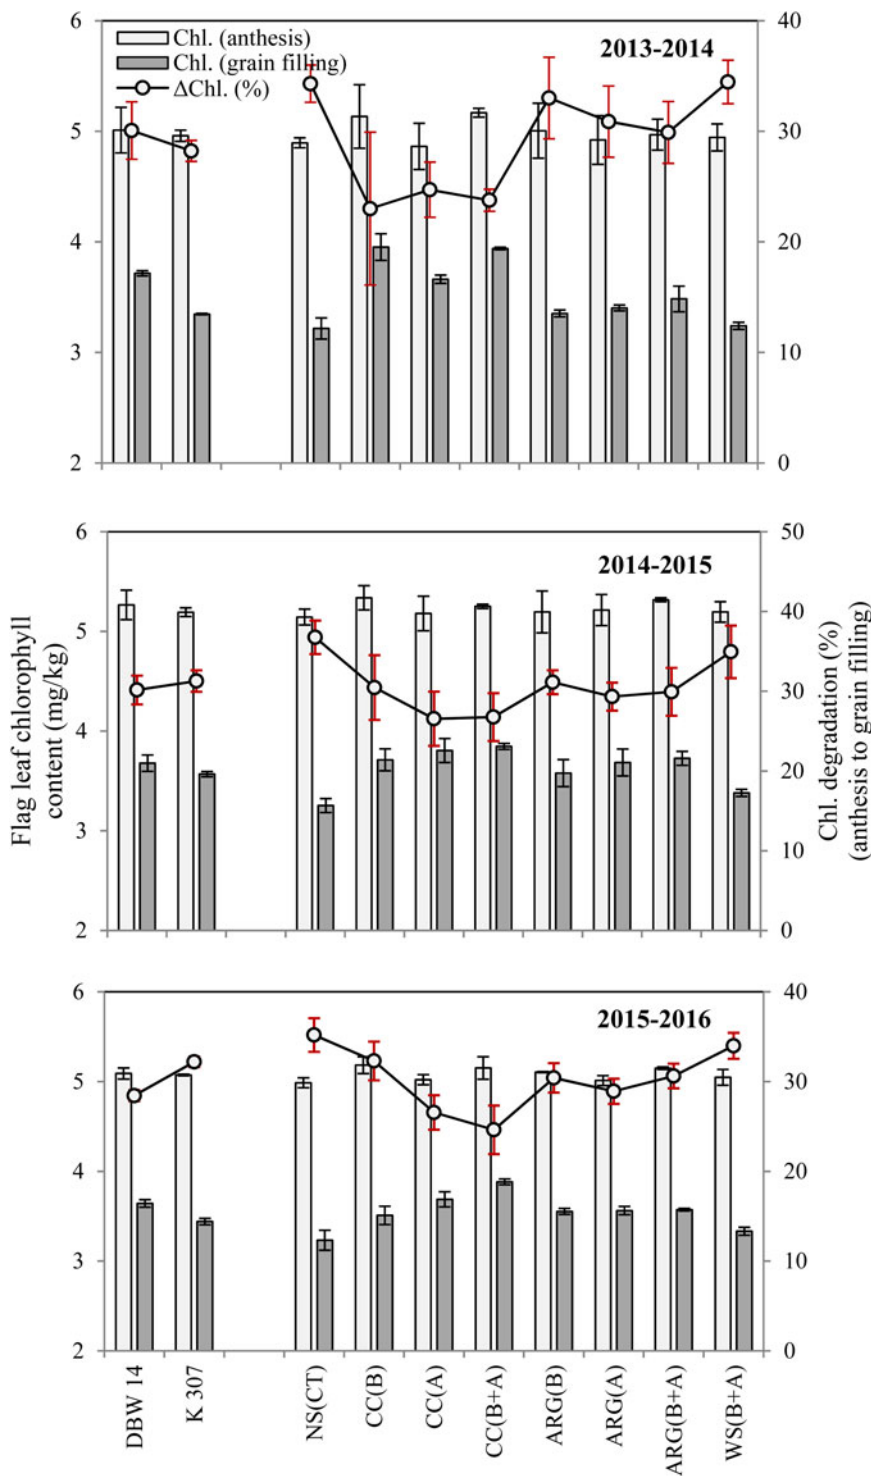 Chl. (anthesis)
Chl. (grain filling)
ΔChl. (%)
2013-2014
6
5
4
3
2
40
30
20
10
0
2014-2015
6
5
4
3
2
50
40
30
20
10
0
Flag leaf chlorophyll
content (mg/kg)
Chl. degradation (%)
(anthesis to grain filling)
2015-2016
6
5
4
3
2
40
30
20
10
0
DBW 14
K 307
NS(CT)
CC(B)
CC(A)
CC(B+A)
ARG(B)
ARG(A)
ARG(B+A)
WS(B+A)